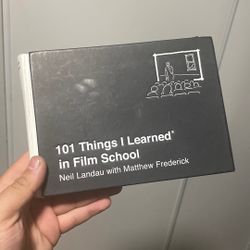 101 Things I Learned®
in Film School
Neil Landau with Matthew Frederick